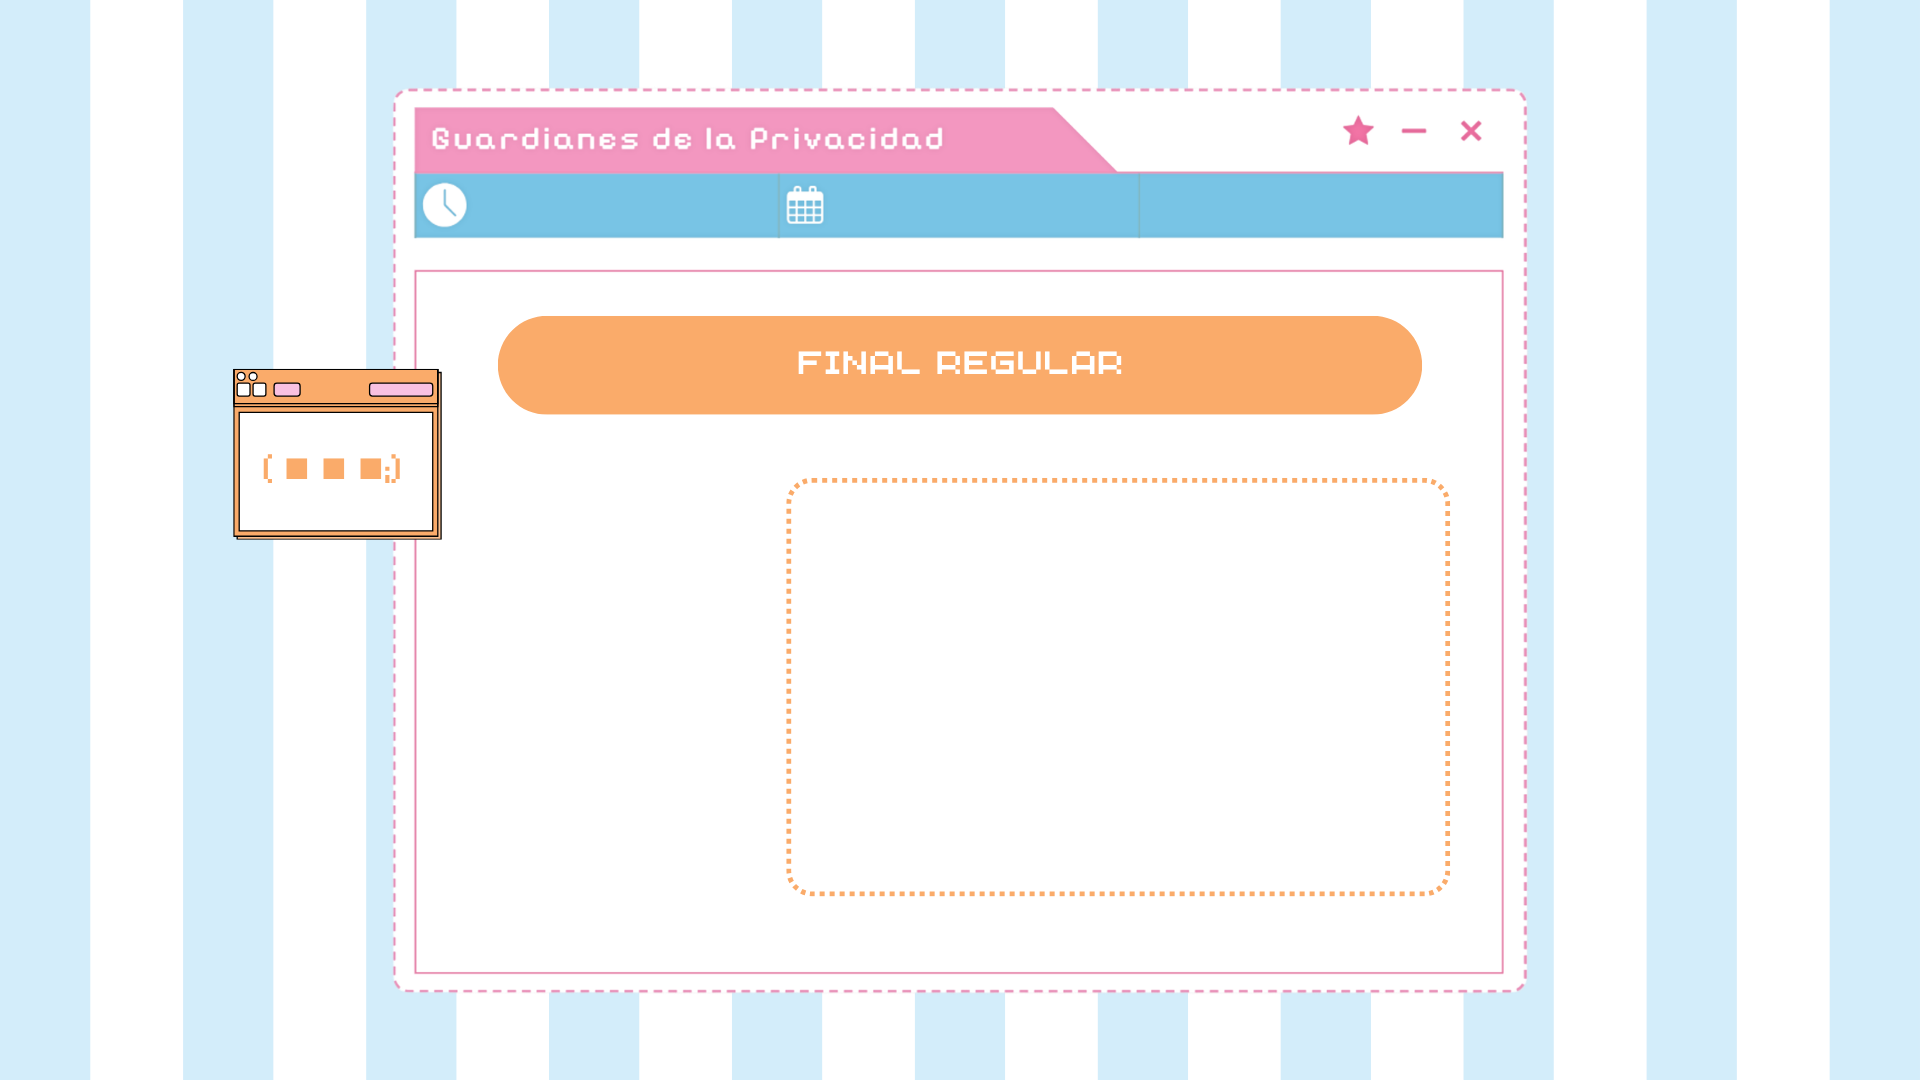 Guardianes de la Privacidad
FINAL REGULAR
( ■ ■ ■;)